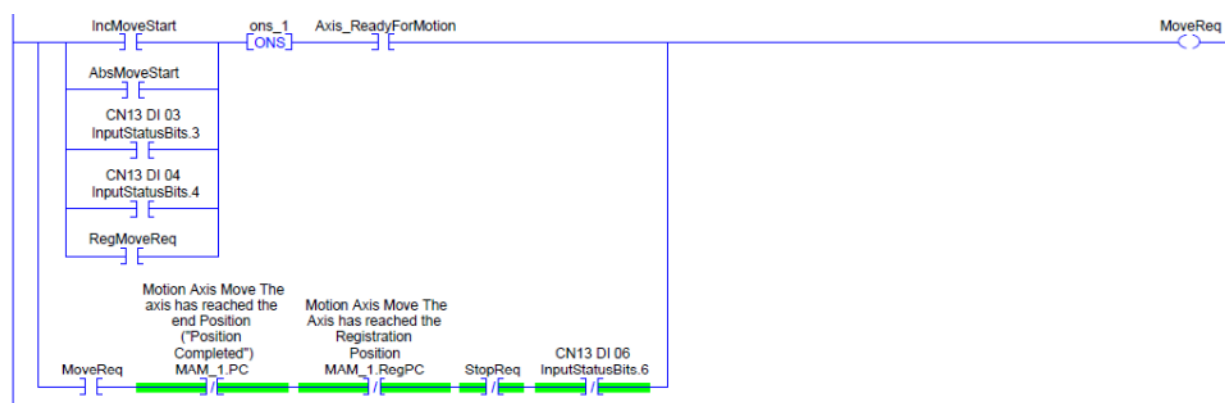 IncMoveStart
ons_1
Axis_ReadyForMotion
MoveReq
ONS
AbsMoveStart
CN13 DI 03
InputStatusBits.3
CN13 DI 04
InputStatusBits.4
RegMoveReq
Motion Axis Move The
axis has reached the
end Position
("Position
Completed")
MAM_1.PC
Motion Axis Move The
Axis has reached the
Registration
Position
MAM_1.RegPC
CN13 DI 06
InputStatusBits.6
MoveReq
StopReq